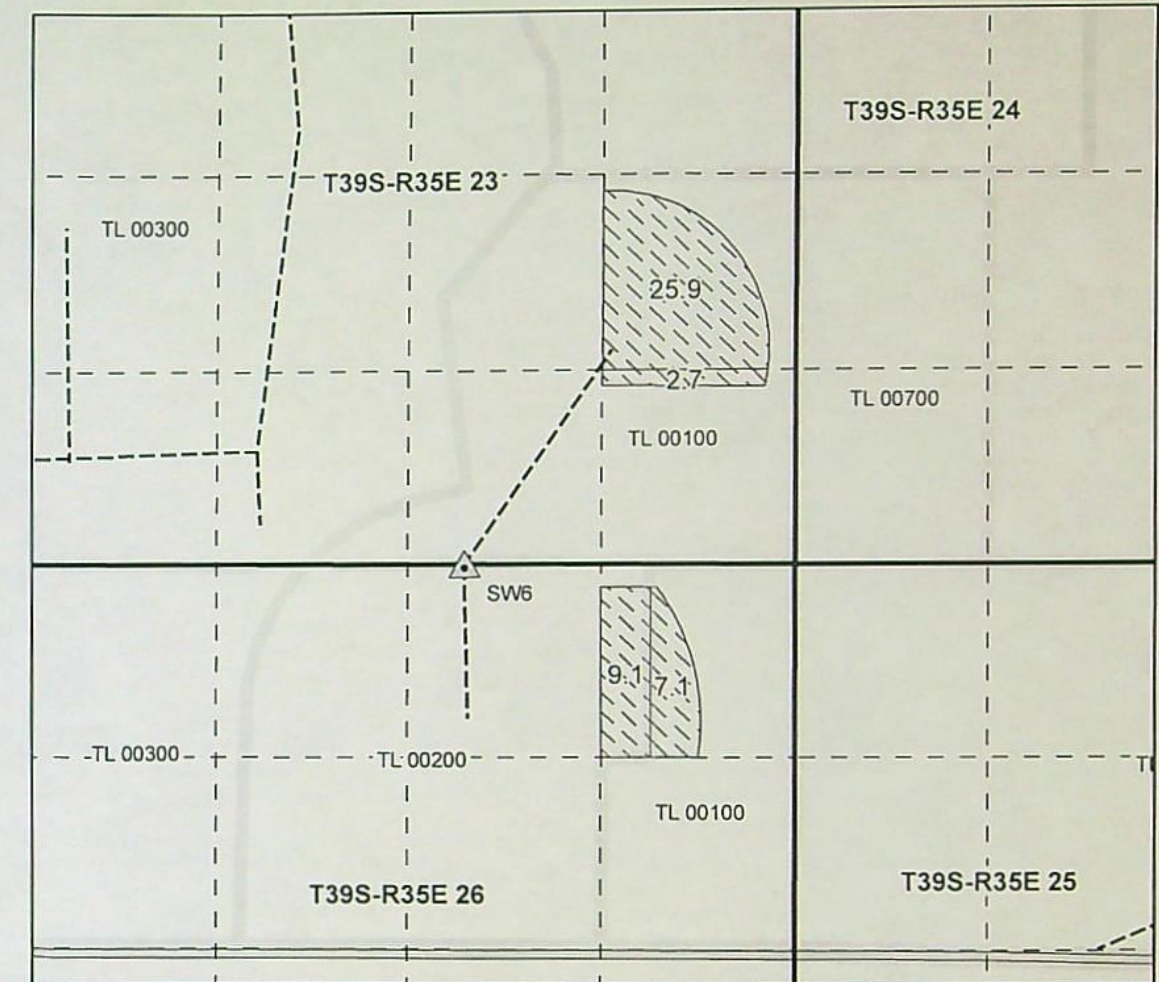 T39S-R35E 24
T39S-R35E 23
TL 00300
25.9
2.7
TL 00700
TL 00100
SW6
9.1
7.1
TL 00300
TL 00200
TL 00100
T39S-R35E 25
T39S-R35E 26